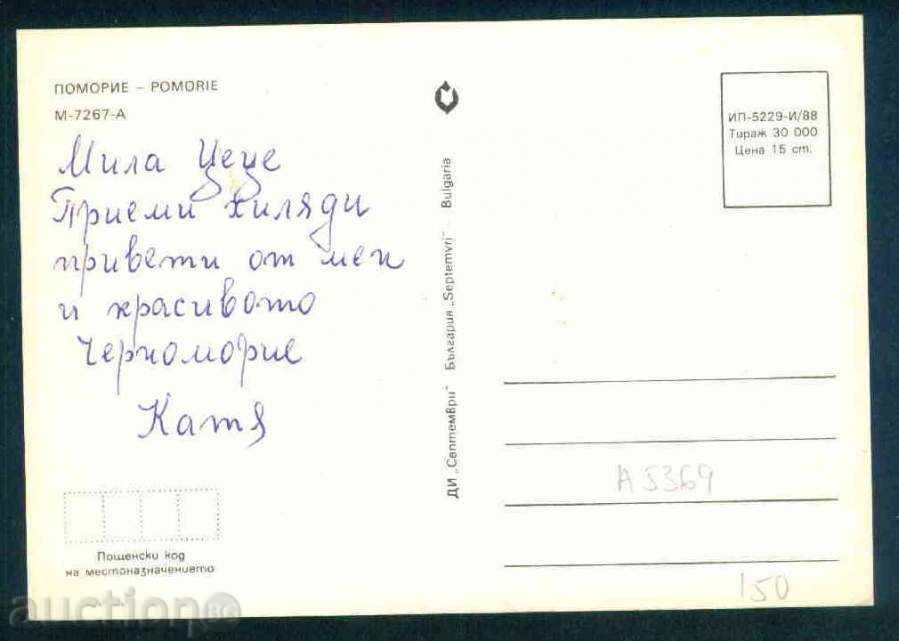 ПОМОРИЕ – POMORIE
М-7267-А
Мила Цеце
Приеми хиляди
привети от мен
и красивото
Черноморие
Катя
Пощенски код
на местоназначението
ДИ „Септември" България „Septemvri" Bulgaria
ИП-5229-И/88
Тираж 30 000
Цена 15 ст.
А5369
150
auction.bg